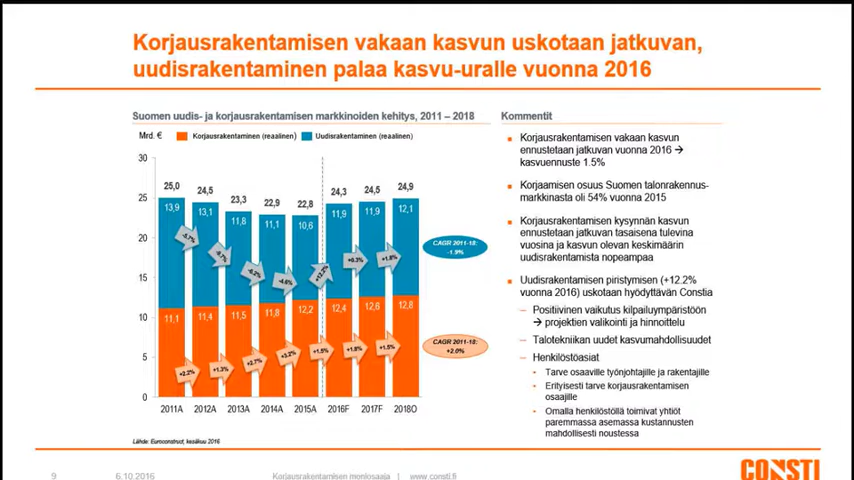 Korjausrakentamisen vakaan kasvun uskotaan jatkuvan,
uudisrakentaminen palaa kasvu-uralle vuonna 2016
Suomen uudis- ja korjausrakentamisen markkinoiden kehitys, 2011 – 2018
Mrd. €
Korjausrakentaminen (reaalinen)
Uudisrakentaminen (reaalinen)
30
25
20
15
10
5
0
25,0 24,5 23,3 22,9 22,8 24,3 24,5 24,9
13,9 13,1 11,8 11,1 10,6 11,9 11,9 12,1
-5.7% -9.7% -6.2% -4.6% +12.2% +0.3% +1.8%
CAGR 2011-18:
-1.9%
11,1 11,4 11,5 11,8 12,2 12,4 12,6 12,8
+2.2% +1.3% +2.7% +3.2% +1.5% +1.8% +1.5%
CAGR 2011-18:
+2.0%
2011A 2012A 2013A 2014A 2015A 2016F 2017F 2018O
Lähde: Euroconstruct, kesäkuu 2016
Kommentit
Korjausrakentamisen vakaan kasvun
ennustetaan jatkuvan vuonna 2016 →
kasvuennuste 1.5%
Korjaamisen osuus Suomen talonrakennus-
markkinasta oli 54% vuonna 2015
Korjausrakentamisen kysynnän kasvun
ennustetaan jatkuvan tasaisena tulevina
vuosina ja kasvun olevan keskimäärin
uudisrakentamista nopeampaa
Uudisrakentamisen piristymisen (+12.2%
vuonna 2016) uskotaan hyödyttävän Constia
– Positiivinen vaikutus kilpailuympäristöön
→ projektien valikointi ja hinnoittelu
– Talotekniikan uudet kasvumahdollisuudet
– Henkilöstöasiat
• Tarve osaaville työnjohtajille ja rakentajille
• Erityisesti tarve korjausrakentamisen
osaajille
• Omalla henkilöstöllä toimivat yhtiöt
paremmassa asemassa kustannusten
mahdollisesti noustessa
9
6.10.2016
Korjausrakentamisen menlosaaja | www.consti.fi
CONSTI